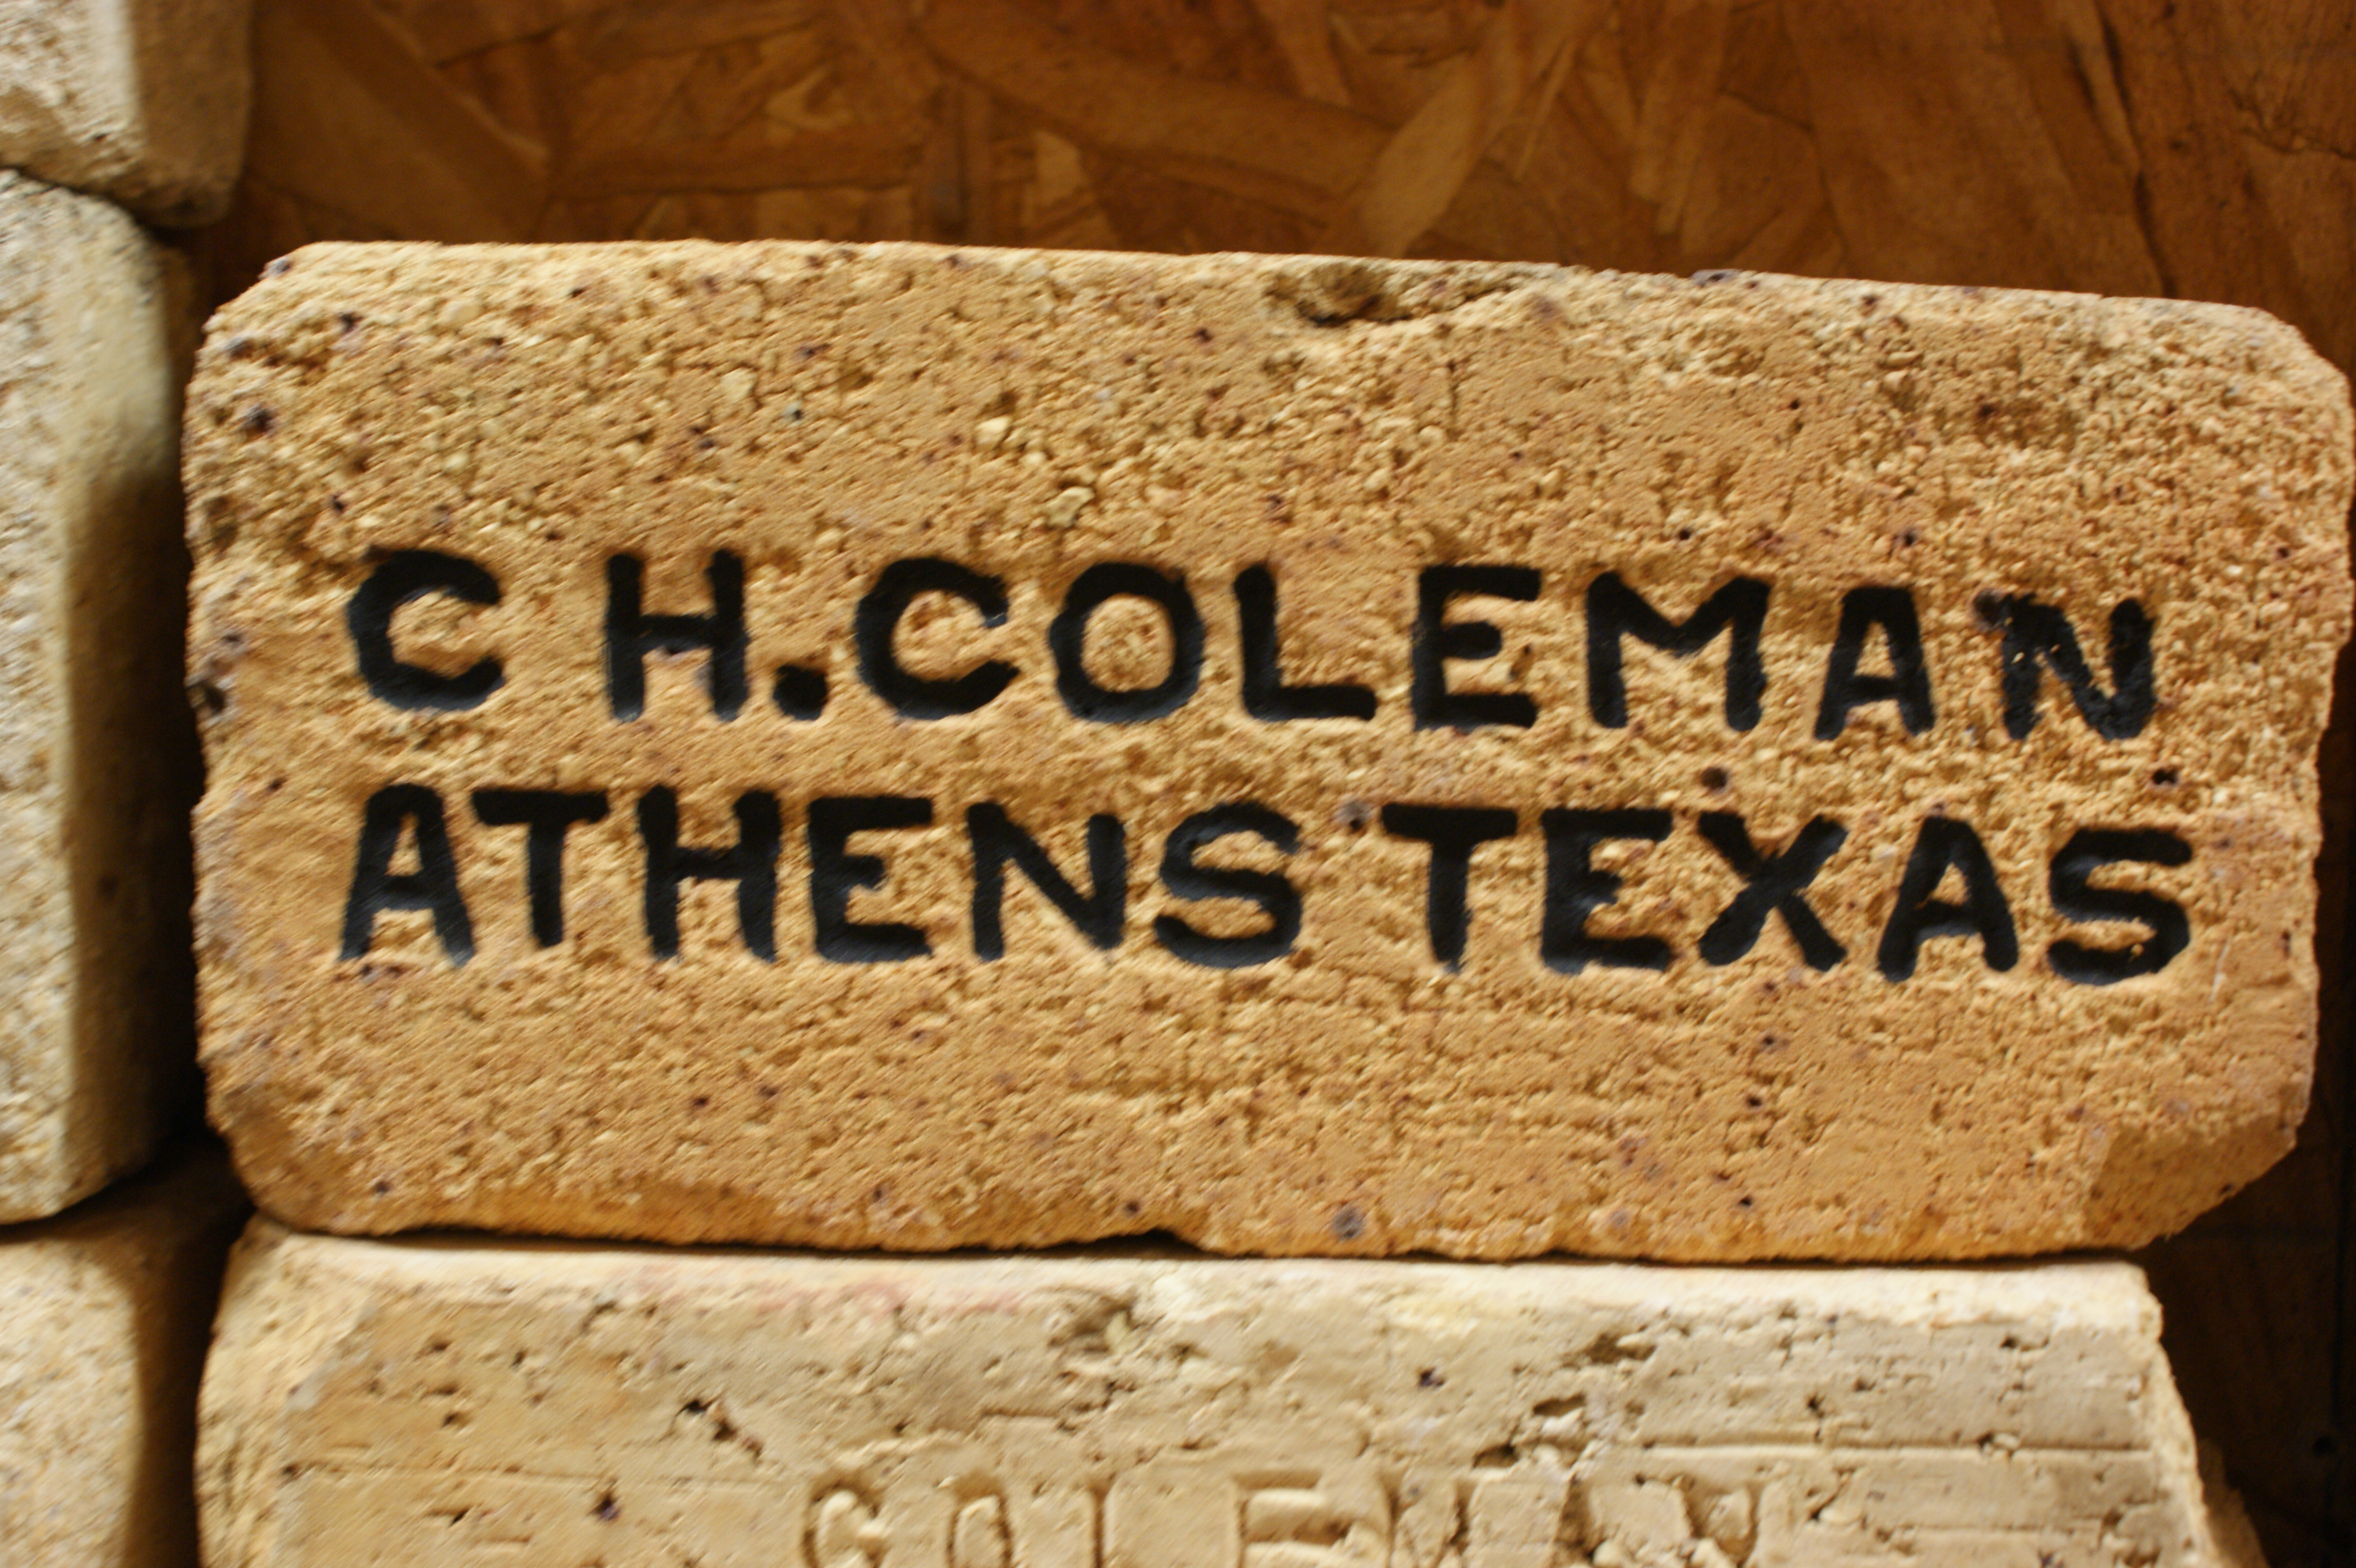 C H. COLEMAN
ATHENS TEXAS